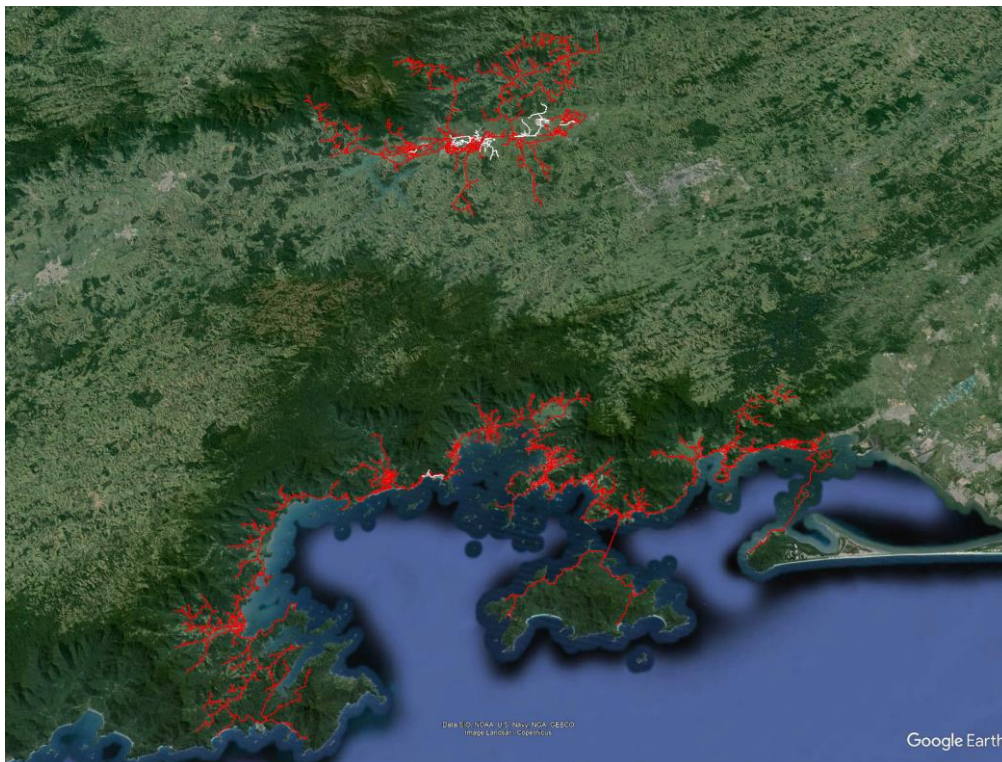 Data SIO, NOAA, U.S. Navy, NGA, GEBCO
Image Landsat / Copernicus
Google Earth